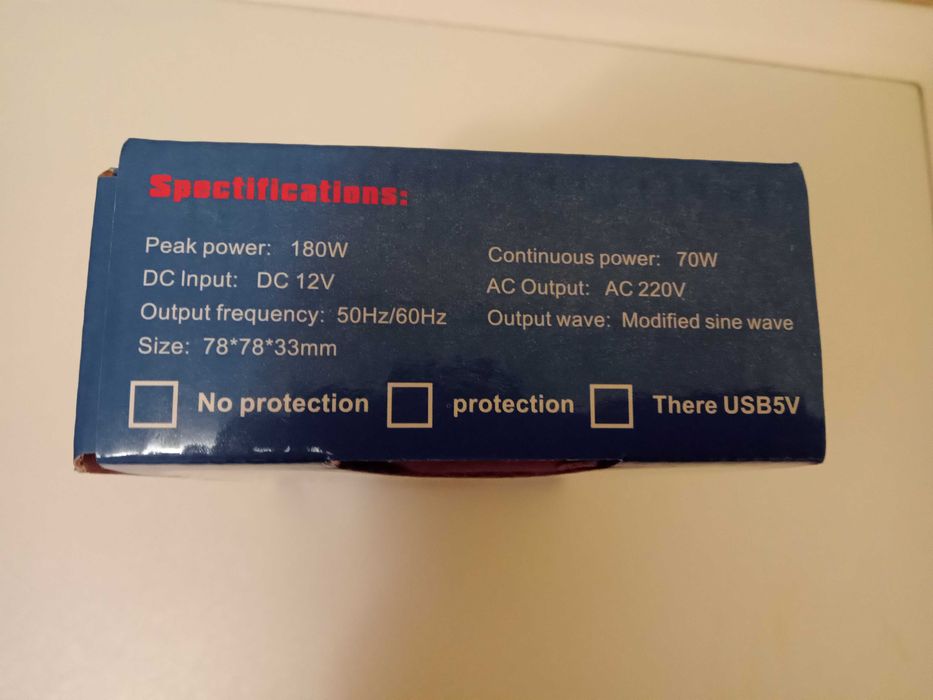 Spectifications:
Peak power: 180W
Continuous power: 70W
DC Input: DC 12V
AC Output: AC 220V
Output frequency: 50Hz/60Hz
Output wave: Modified sine wave
Size: 78*78*33mm
No protection protection There USB5V